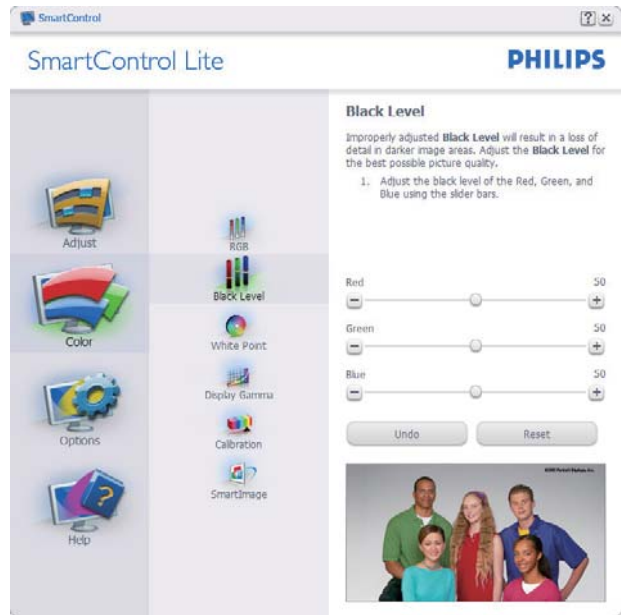 SmartControl
SmartControl Lite
PHILIPS
Adjust
Color
Options
Help
RGB
Black Level
White Point
Display Gamma
Calibration
SmartImage
Black Level
Improperly adjusted Black Level will result in a loss of
detail in darker image areas. Adjust the Black Level for
the best possible picture quality.
1. Adjust the black level of the Red, Green, and
Blue using the slider bars.
Red 50
Green 50
Blue 50
Undo
Reset